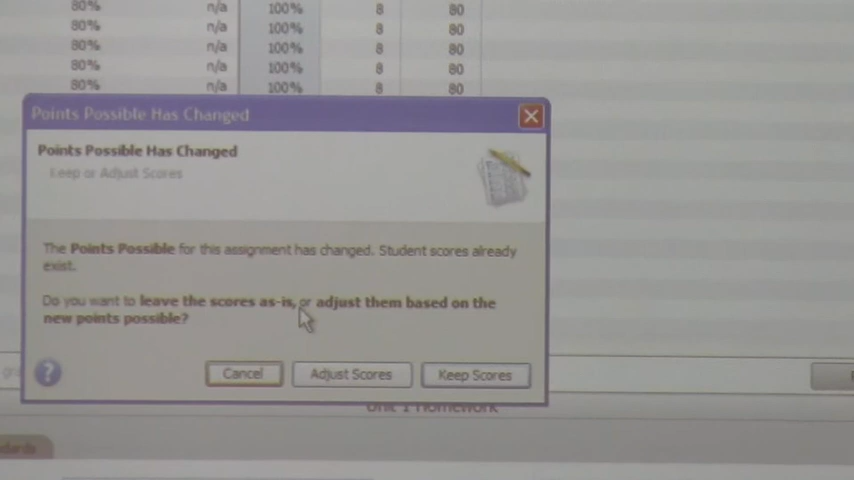 80% n/a 100% 8 80
80% n/a 100% 8 80
80% n/a 100% 8 80
80% n/a 100% 8 80
80% n/a 100% 8 80
Points Possible Has Changed
Points Possible Has Changed
Keep or Adjust Scores
The Points Possible for this assignment has changed. Student scores already
exist.
Do you want to leave the scores as-is, or adjust them based on the
new points possible?
?
Cancel Adjust Scores Keep Scores
Unit 1 Homework